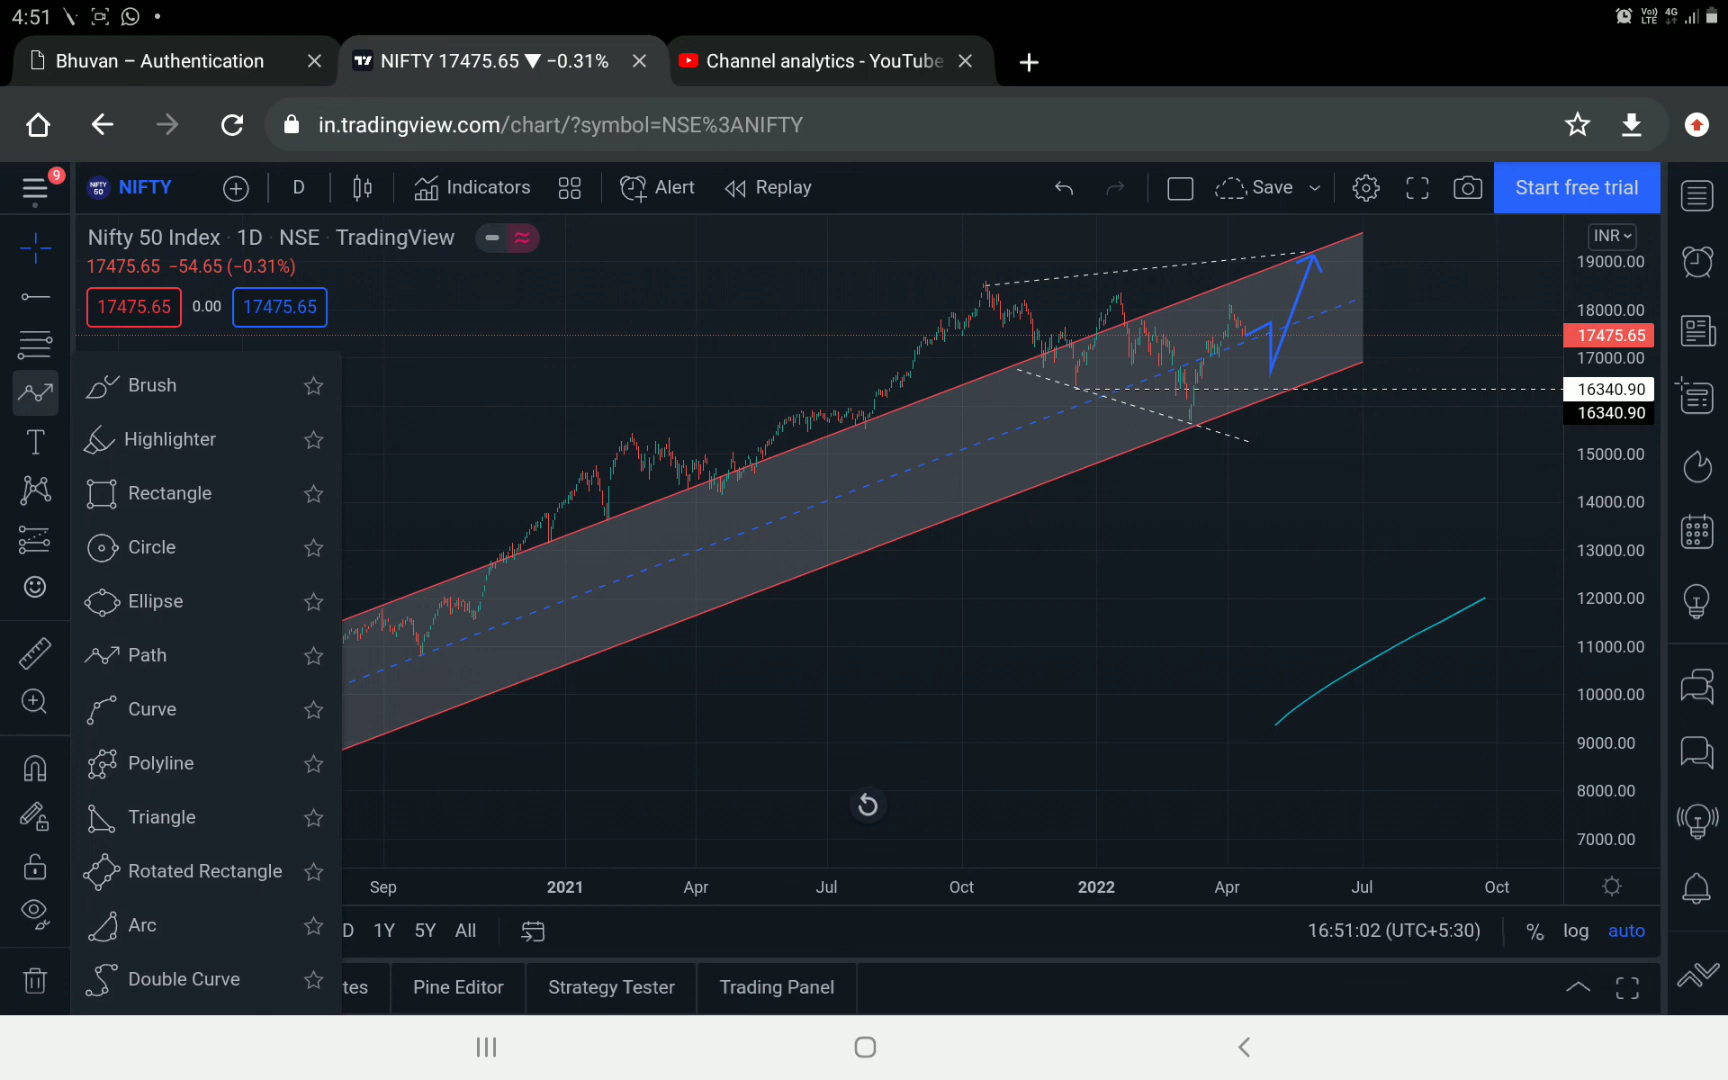 4:51
Vo)) LTE 4G
Bhuvan – Authentication
NIFTY 17475.65 ▼ −0.31%
Channel analytics - YouTube
in.tradingview.com/chart/?symbol=NSE%3ANIFTY
9
NIFTY 50
NIFTY
D
Indicators
Alert
Replay
Save
Start free trial
Nifty 50 Index · 1D · NSE · TradingView
17475.65 −54.65 (−0.31%)
17475.65
0.00
17475.65
INR
19000.00
18000.00
17475.65
17000.00
16340.90
16340.90
15000.00
14000.00
13000.00
12000.00
11000.00
10000.00
9000.00
8000.00
7000.00
Brush
Highlighter
Rectangle
Circle
Ellipse
Path
Curve
Polyline
Triangle
Rotated Rectangle
Arc
Double Curve
Sep
2021
Apr
Jul
Oct
2022
Apr
Jul
Oct
D
1Y
5Y
All
16:51:02 (UTC+5:30)
%
log
auto
tes
Pine Editor
Strategy Tester
Trading Panel